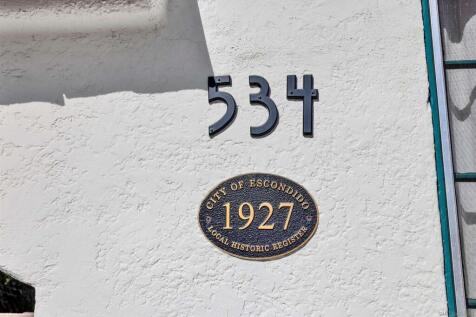 534
CITY OF ESCONDIDO
1927
LOCAL HISTORIC REGISTER